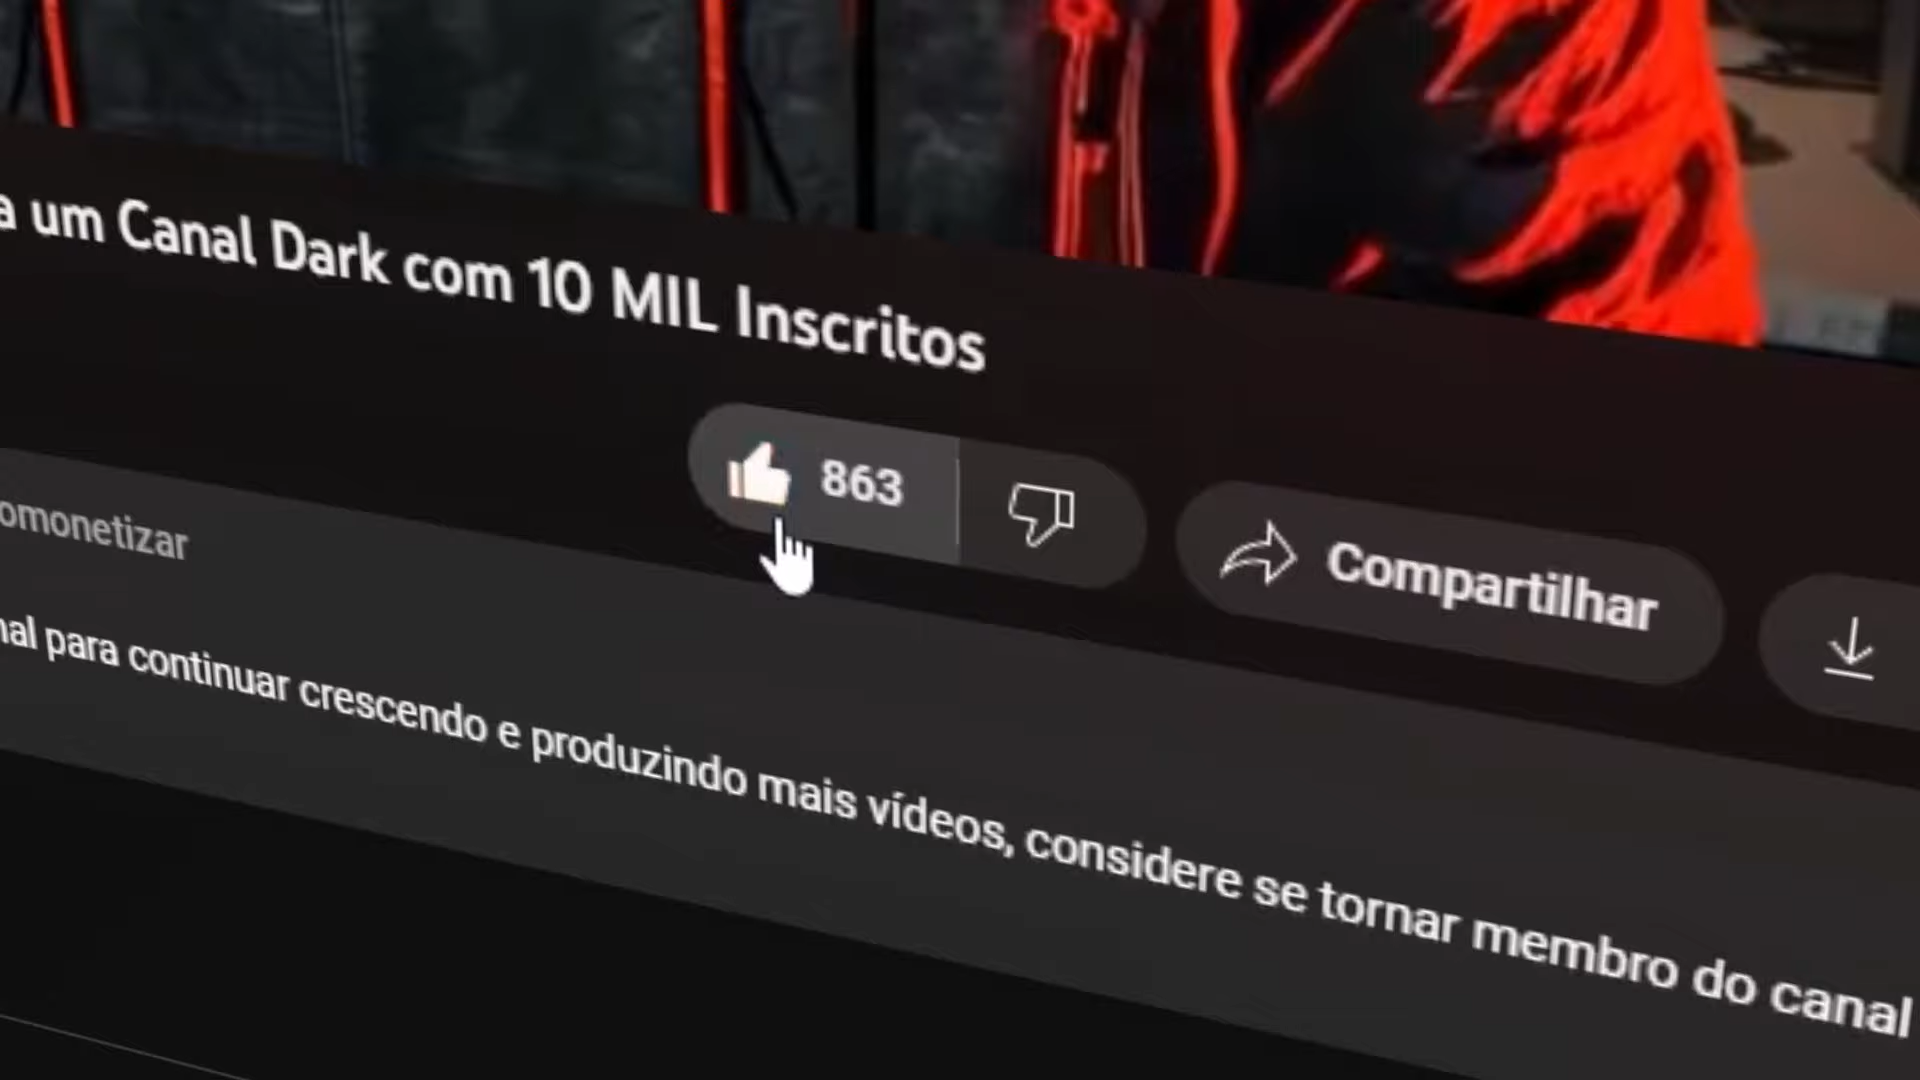 a um Canal Dark com 10 MIL Inscritos
863
Compartilhar
omonetizar
nal para continuar crescendo e produzindo mais vídeos, considere se tornar membro do canal